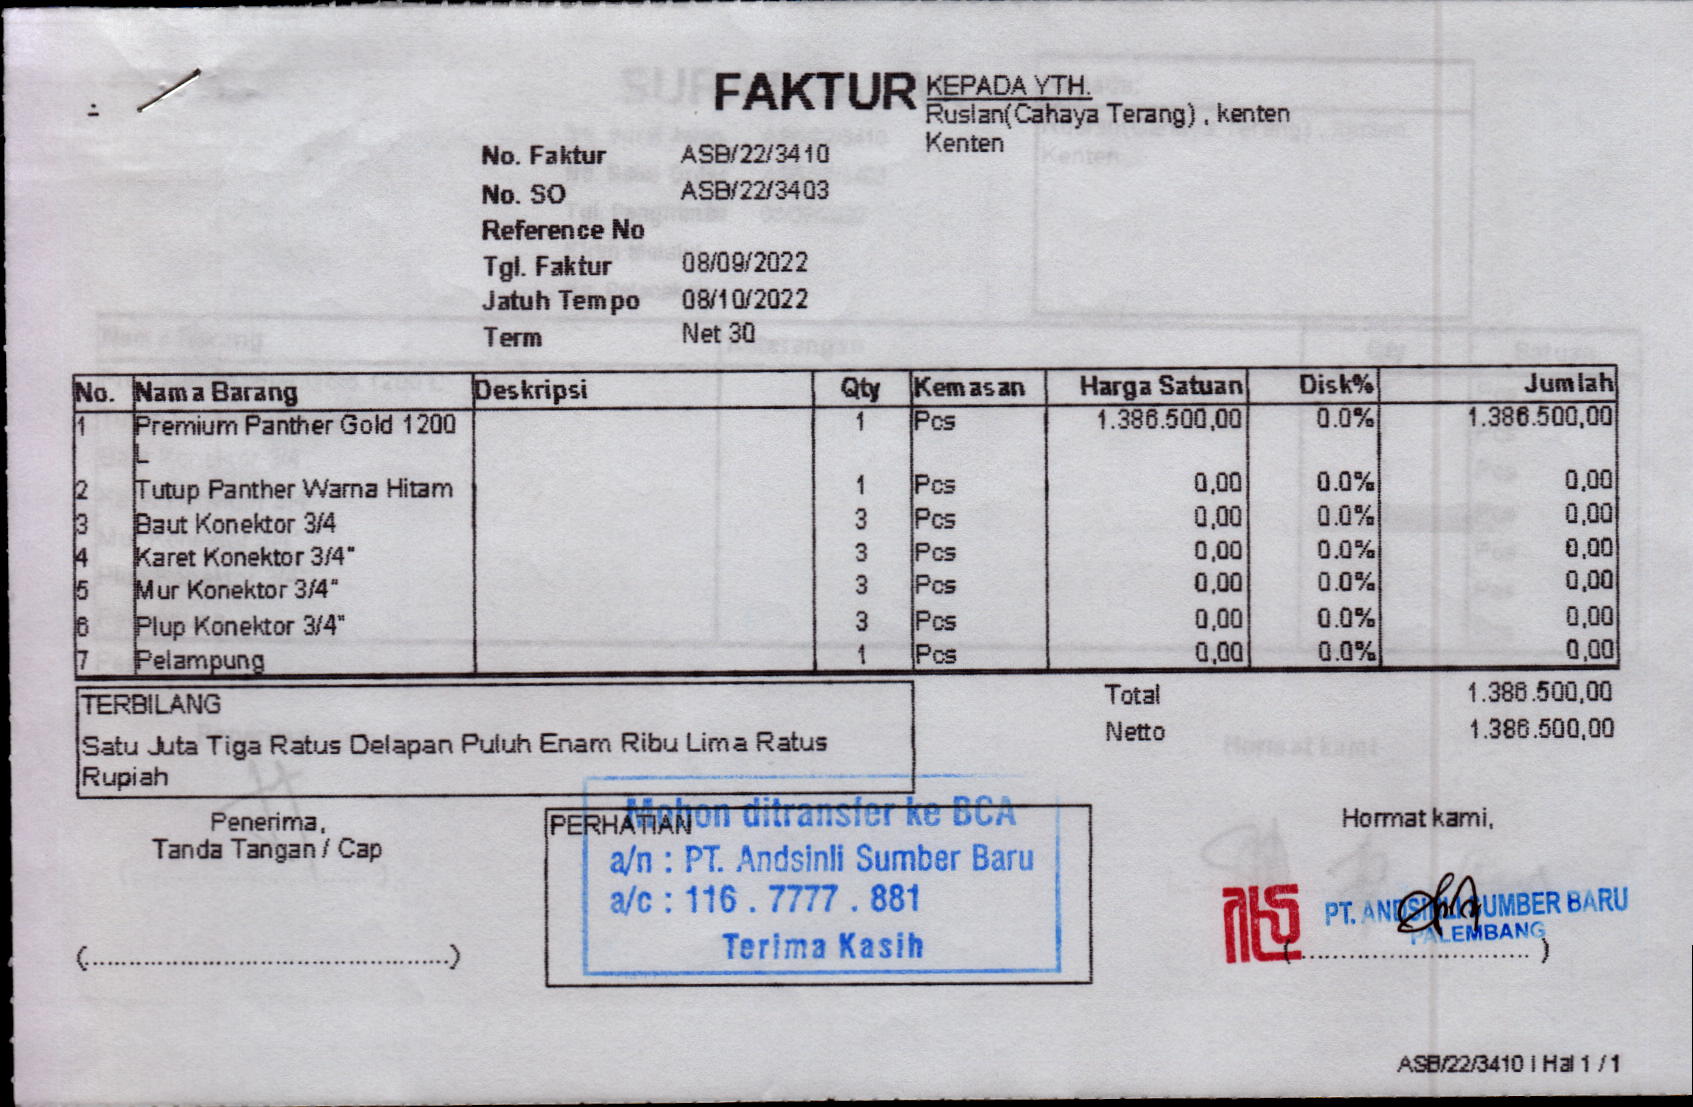 FAKTUR
KEPADA YTH.
Ruslan(Cahaya Terang) , kenten
Kenten
No. Faktur ASB/22/3410
No. SO ASB/22/3403
Reference No
Tgl. Faktur 08/09/2022
Jatuh Tempo 08/10/2022
Term Net 30
No. Nama Barang Deskripsi Qty Kemasan Harga Satuan Disk% Jumlah
1 Premium Panther Gold 1200 1 Pcs 1.386.500,00 0.0% 1.386.500,00
L
2 Tutup Panther Warna Hitam 1 Pcs 0,00 0.0% 0,00
3 Baut Konektor 3/4 3 Pcs 0,00 0.0% 0,00
4 Karet Konektor 3/4" 3 Pcs 0,00 0.0% 0,00
5 Mur Konektor 3/4" 3 Pcs 0,00 0.0% 0,00
6 Plup Konektor 3/4" 3 Pcs 0,00 0.0% 0,00
7 Pelampung 1 Pcs 0,00 0.0% 0,00
TERBILANG
Satu Juta Tiga Ratus Delapan Puluh Enam Ribu Lima Ratus
Rupiah
Total 1.386.500,00
Netto 1.386.500,00
Penerima,
Tanda Tangan / Cap
(................................................)
PERHATIAN
Mohon ditransfer ke BCA
a/n : PT. Andsinli Sumber Baru
a/c : 116 . 7777 . 881
Terima Kasih
Hormat kami,
PT. ANDSINLI SUMBER BARU
PALEMBANG
(..............................)
ASB/22/3410 | Hal 1 / 1